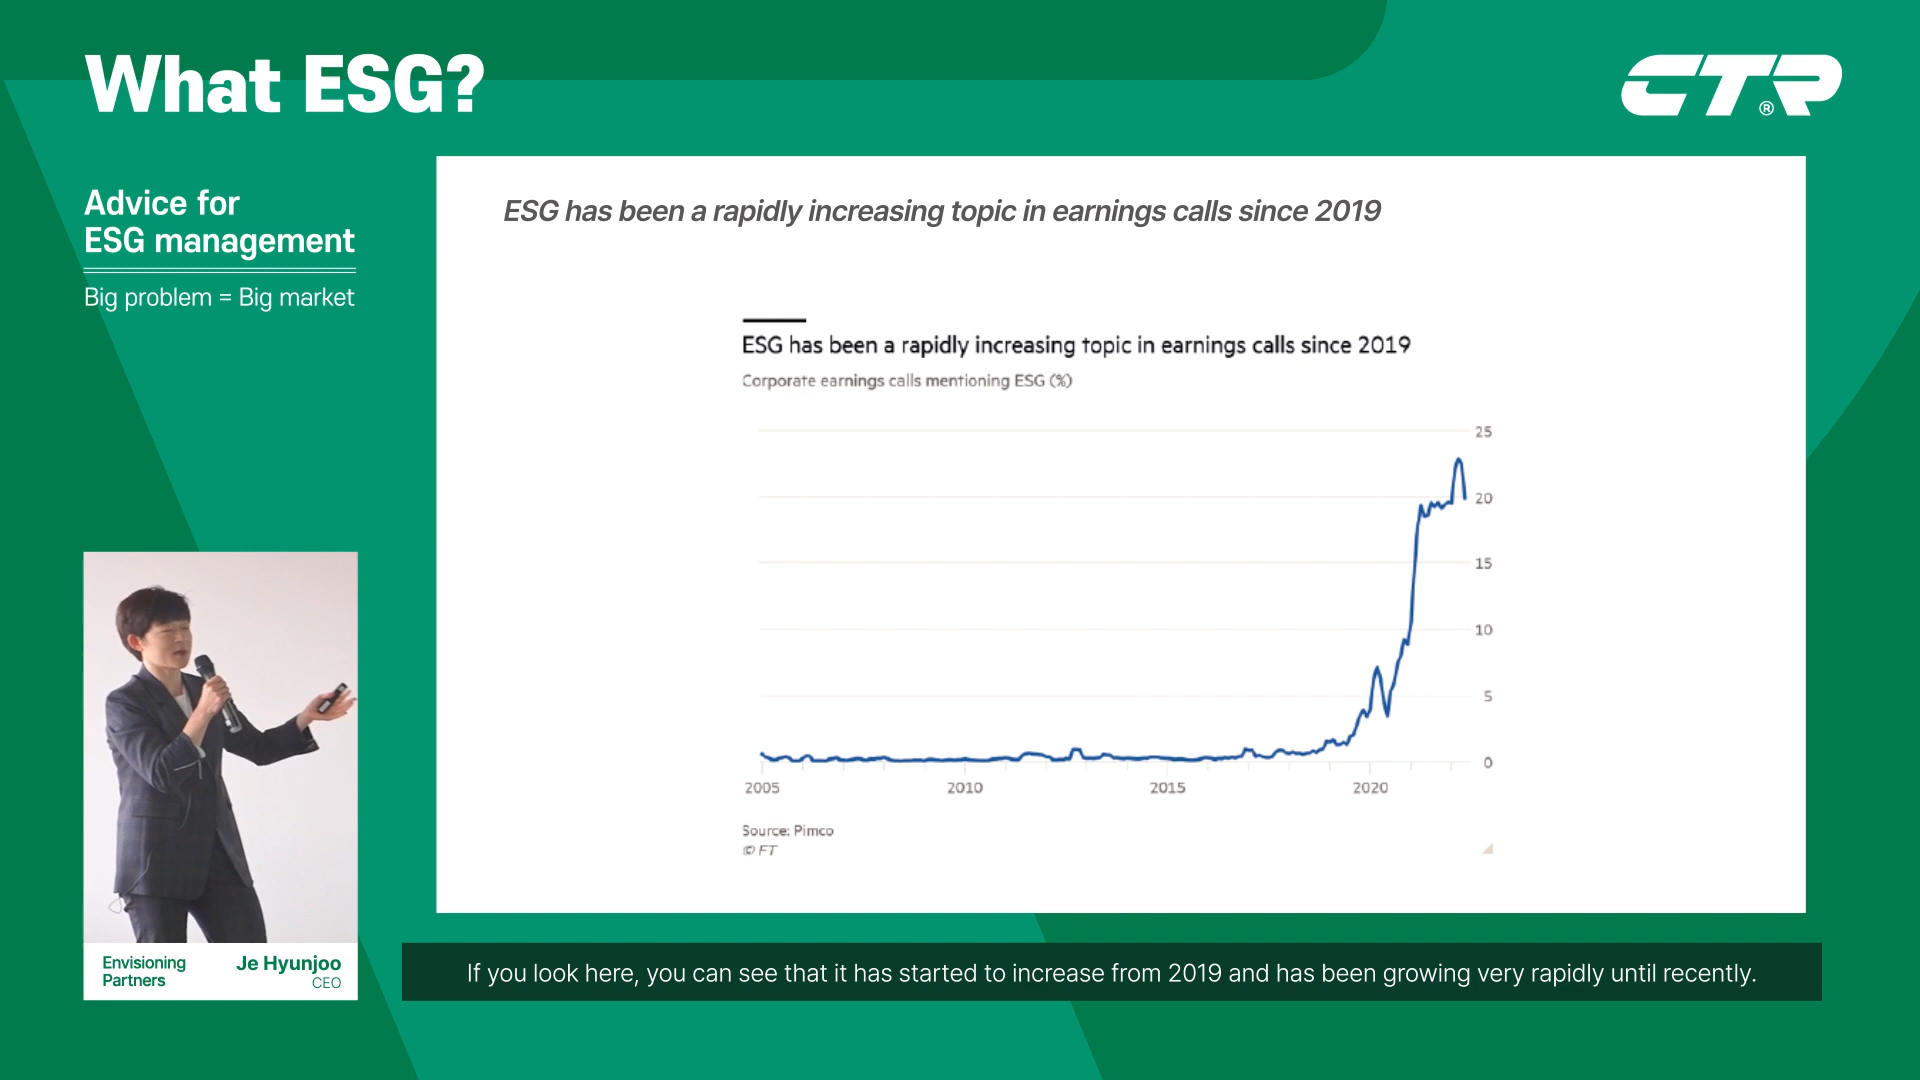 What ESG?
CTR®
Advice for
ESG management
Big problem = Big market
ESG has been a rapidly increasing topic in earnings calls since 2019
ESG has been a rapidly increasing topic in earnings calls since 2019
Corporate earnings calls mentioning ESG (%)
25
20
15
10
5
0
2005 2010 2015 2020
Source: Pimco
© FT
Envisioning
Partners
Je Hyunjoo
CEO
If you look here, you can see that it has started to increase from 2019 and has been growing very rapidly until recently.